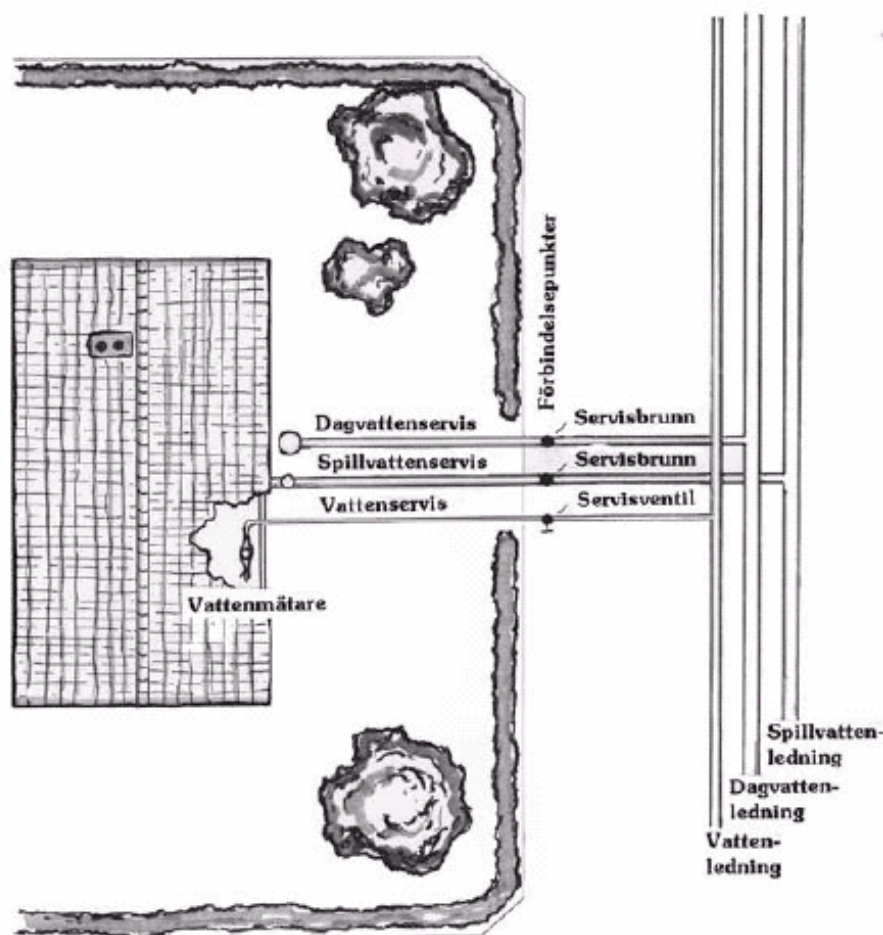 Förbindelsepunkter
Dagvattenservis
Servisbrunn
Spillvattenservis
Servisbrunn
Vattenservis
Servisventil
Vattenmätare
Spillvatten-
ledning
Dagvatten-
ledning
Vatten-
ledning